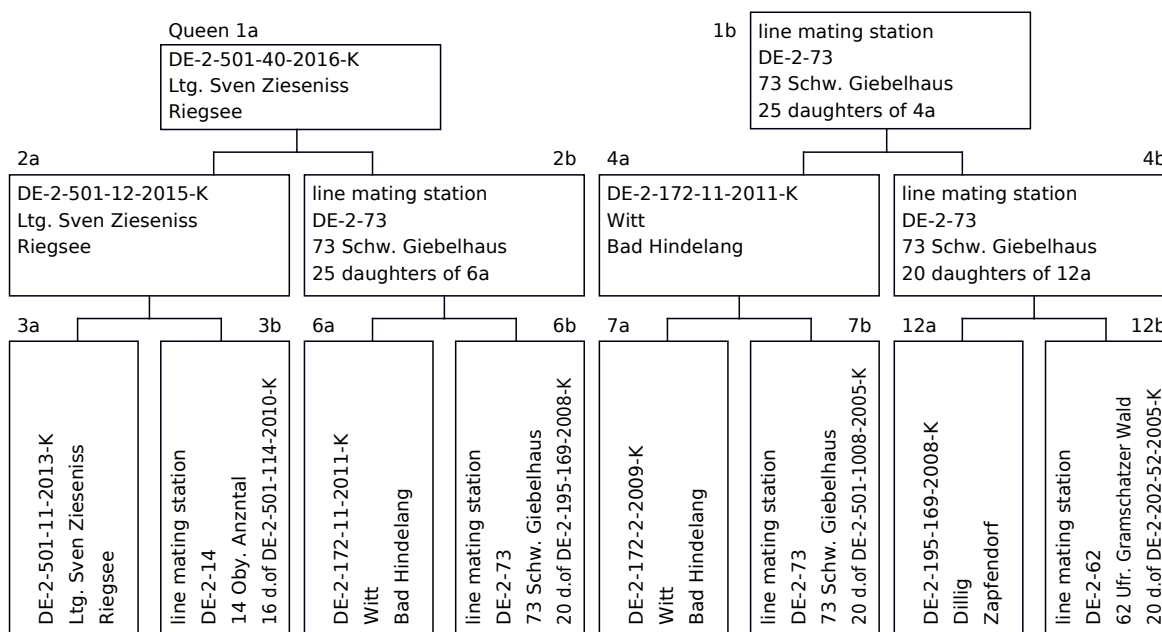 Queen 1a
DE-2-501-40-2016-K
Ltg. Sven Zieseniss
Riegsee
1b
line mating station
DE-2-73
73 Schw. Giebelhaus
25 daughters of 4a
2a
DE-2-501-12-2015-K
Ltg. Sven Zieseniss
Riegsee
2b
line mating station
DE-2-73
73 Schw. Giebelhaus
25 daughters of 6a
4a
DE-2-172-11-2011-K
Witt
Bad Hindelang
4b
line mating station
DE-2-73
73 Schw. Giebelhaus
20 daughters of 12a
3a
DE-2-501-11-2013-K
Ltg. Sven Zieseniss
Riegsee
3b
line mating station
DE-2-14
14 Oby. Anzntal
16 d.of DE-2-501-114-2010-K
6a
DE-2-172-11-2011-K
Witt
Bad Hindelang
6b
line mating station
DE-2-73
73 Schw. Giebelhaus
20 d.of DE-2-195-169-2008-K
7a
DE-2-172-2-2009-K
Witt
Bad Hindelang
7b
line mating station
DE-2-73
73 Schw. Giebelhaus
20 d.of DE-2-501-1008-2005-K
12a
DE-2-195-169-2008-K
Dillig
Zapfendorf
12b
line mating station
DE-2-62
62 Ufr. Gramschatzer Wald
20 d.of DE-2-202-52-2005-K